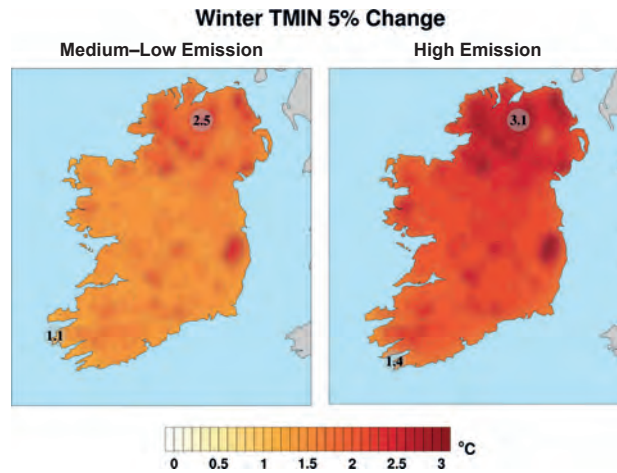 Winter TMIN 5% Change
Medium–Low Emission
High Emission
2.5
3.1
1.1
1.4
0 0.5 1 1.5 2 2.5 3 °C